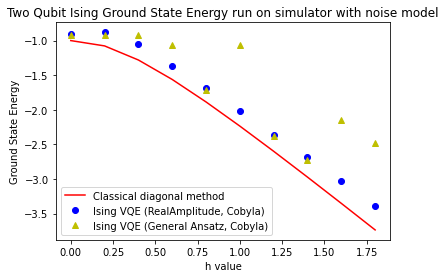 Two Qubit Ising Ground State Energy run on simulator with noise model
Ground State Energy
−1.0
−1.5
−2.0
−2.5
−3.0
−3.5
Classical diagonal method
Ising VQE (RealAmplitude, Cobyla)
Ising VQE (General Ansatz, Cobyla)
0.00 0.25 0.50 0.75 1.00 1.25 1.50 1.75
h value